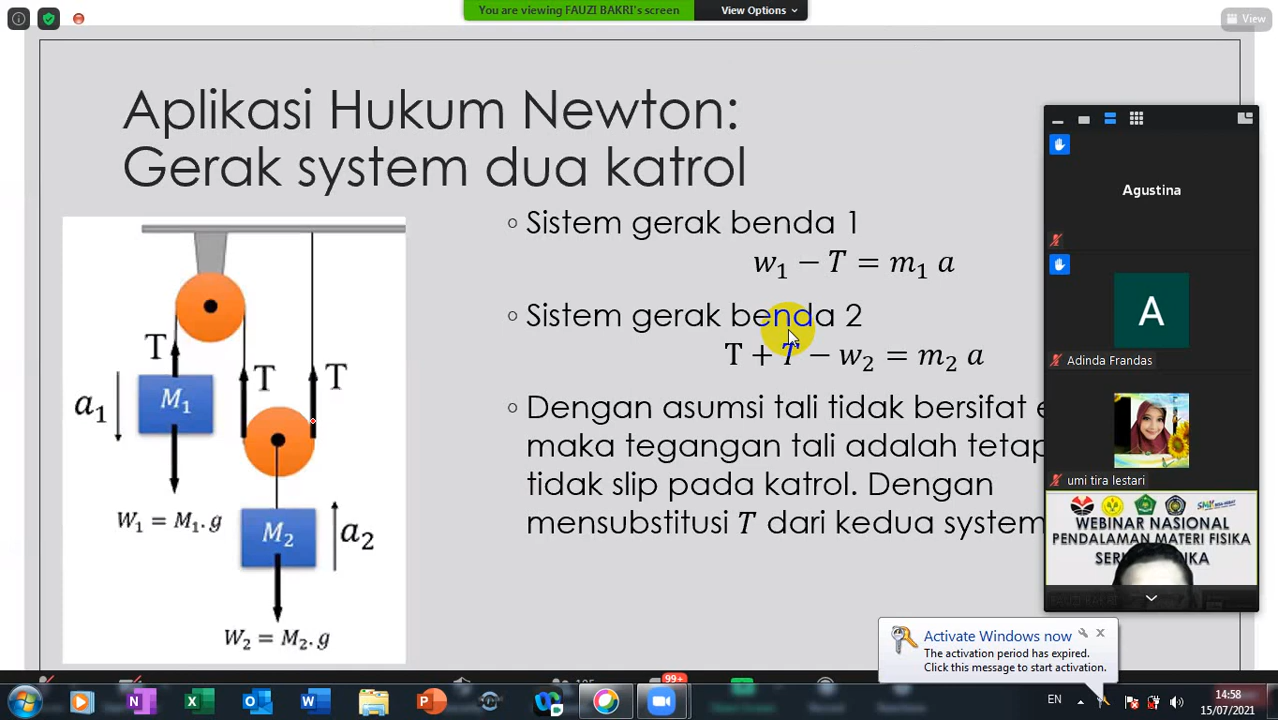 You are viewing FAUZI BAKRI's screen
View Options
View
Aplikasi Hukum Newton:
Gerak system dua katrol
◦ Sistem gerak benda 1
w₁ − T = m₁ a
◦ Sistem gerak benda 2
T + T − w₂ = m₂ a
◦ Dengan asumsi tali tidak bersifat e
maka tegangan tali adalah tetap
tidak slip pada katrol. Dengan
mensubstitusi T dari kedua system
T
T
T
a₁
M₁
W₁ = M₁.g
M₂
a₂
W₂ = M₂.g
Agustina
A
Adinda Frandas
umi tira lestari
WEBINAR NASIONAL
PENDALAMAN MATERI FISIKA
Activate Windows now
The activation period has expired.
Click this message to start activation.
99+
EN
14:58
15/07/2021